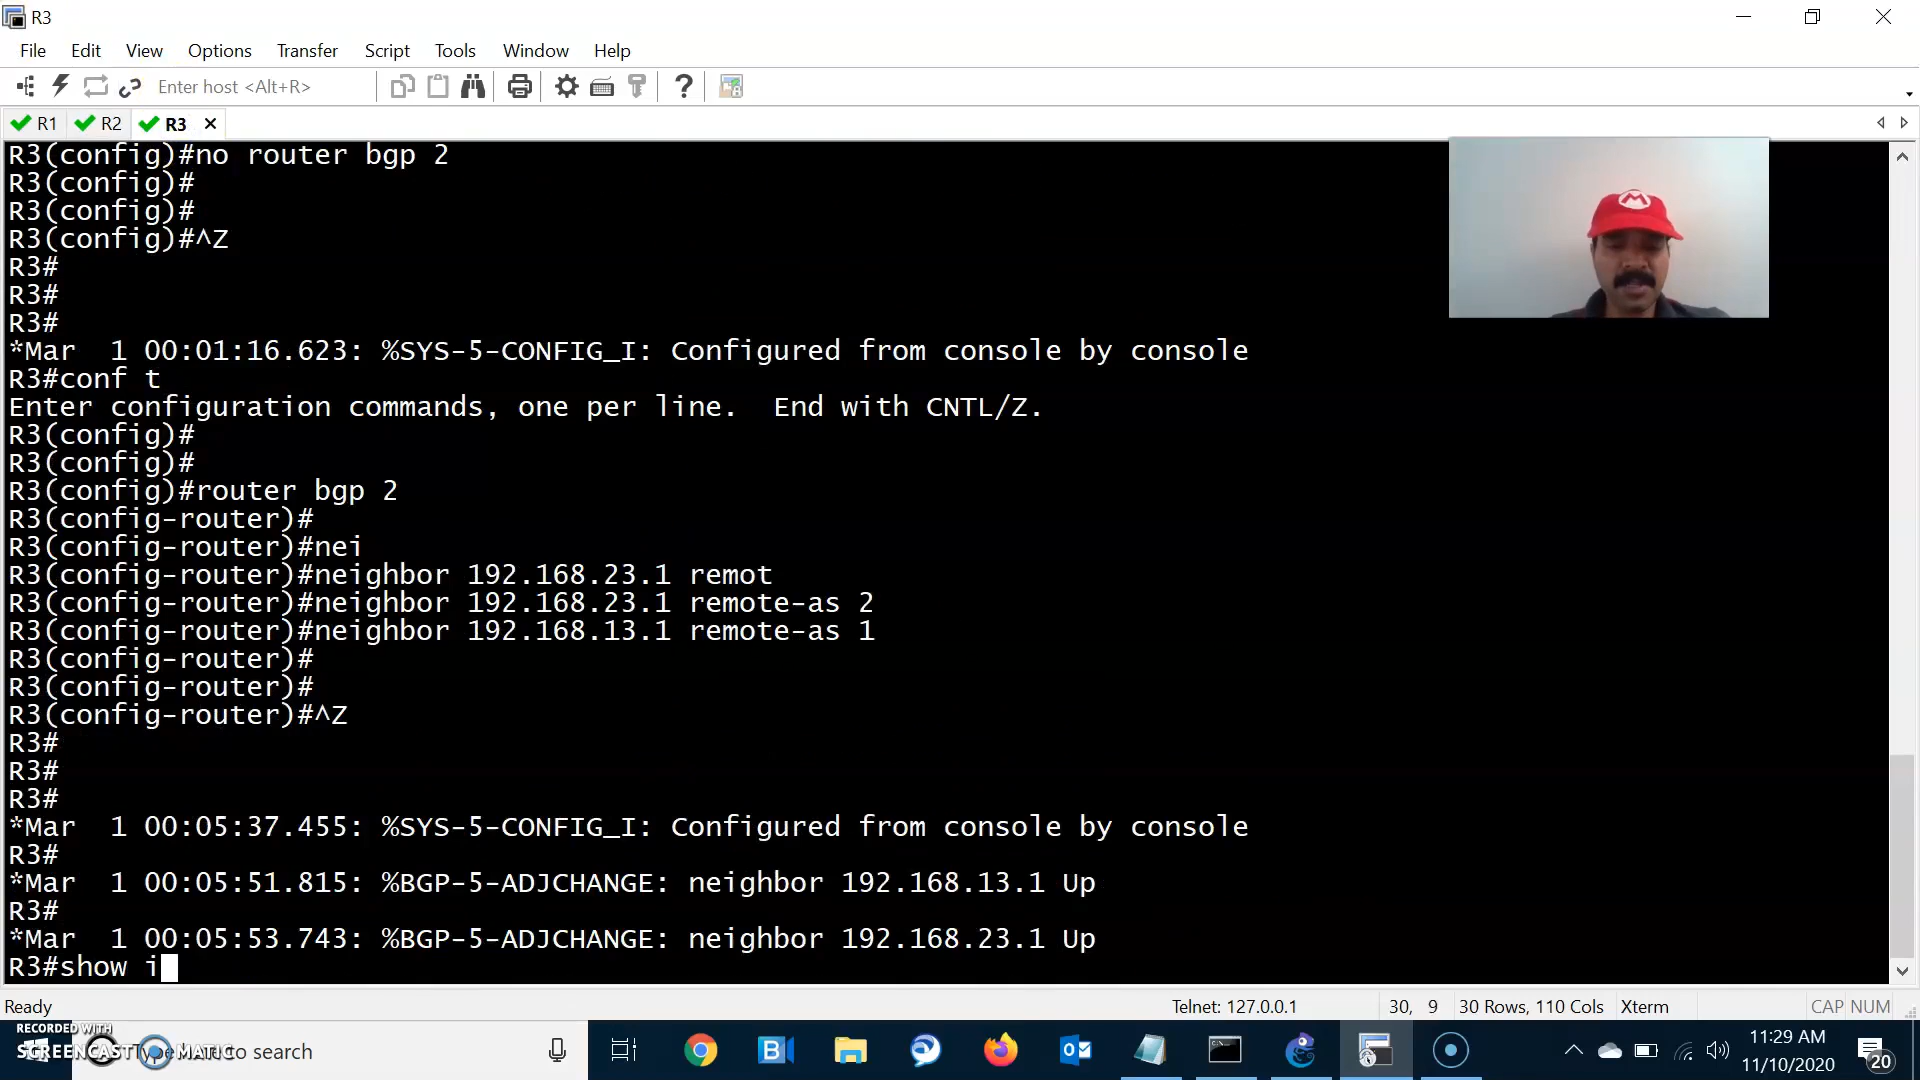 R3
File Edit View Options Transfer Script Tools Window Help
Enter host <Alt+R>
R1 R2 R3
R3(config)#no router bgp 2
R3(config)#
R3(config)#
R3(config)#^Z
R3#
R3#
R3#
*Mar  1 00:01:16.623: %SYS-5-CONFIG_I: Configured from console by console
R3#conf t
Enter configuration commands, one per line.  End with CNTL/Z.
R3(config)#
R3(config)#
R3(config)#router bgp 2
R3(config-router)#
R3(config-router)#nei
R3(config-router)#neighbor 192.168.23.1 remot
R3(config-router)#neighbor 192.168.23.1 remote-as 2
R3(config-router)#neighbor 192.168.13.1 remote-as 1
R3(config-router)#
R3(config-router)#
R3(config-router)#^Z
R3#
R3#
R3#
*Mar  1 00:05:37.455: %SYS-5-CONFIG_I: Configured from console by console
R3#
*Mar  1 00:05:51.815: %BGP-5-ADJCHANGE: neighbor 192.168.13.1 Up
R3#
*Mar  1 00:05:53.743: %BGP-5-ADJCHANGE: neighbor 192.168.23.1 Up
R3#show i
Ready Telnet: 127.0.0.1 30, 9 30 Rows, 110 Cols Xterm CAP NUM
RECORDED WITH
SCREENCAST MATIC
to search
11:29 AM
11/10/2020
20